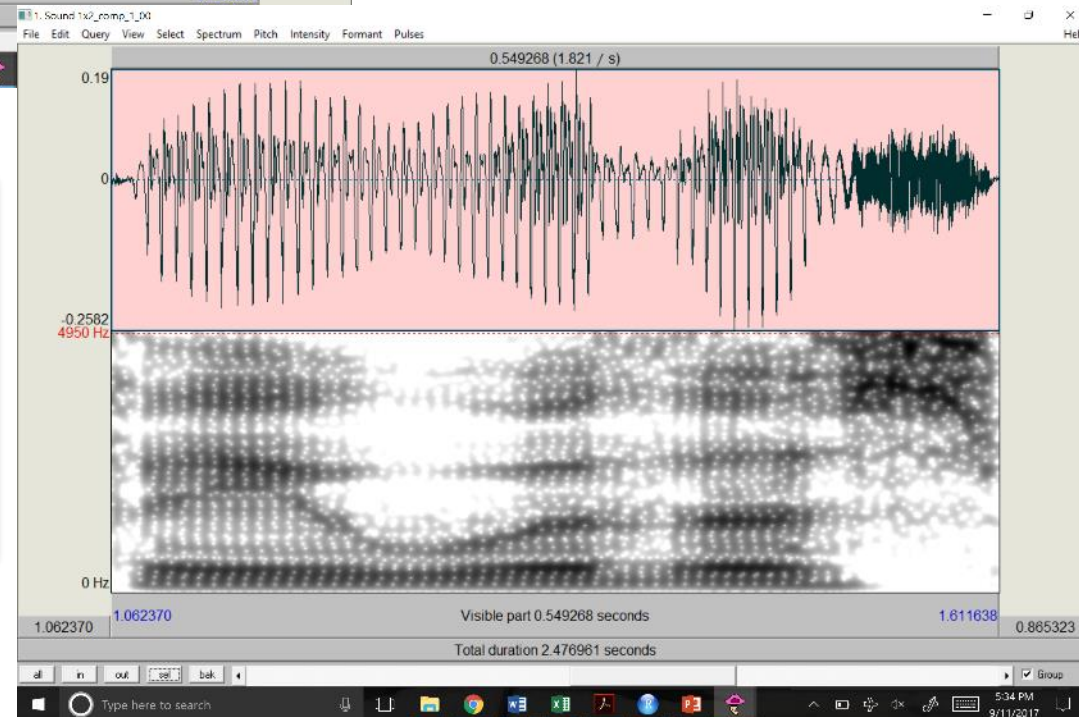 1. Sound 1x2_comp_1_00
File Edit Query View Select Spectrum Pitch Intensity Formant Pulses Hel
0.549268 (1.821 / s)
0.19
0
-0.2582
4950 Hz
0 Hz
1.062370 Visible part 0.549268 seconds 1.611638
1.062370 0.865323
Total duration 2.476961 seconds
all in out sel bak Group
Type here to search
5:34 PM
9/11/2017